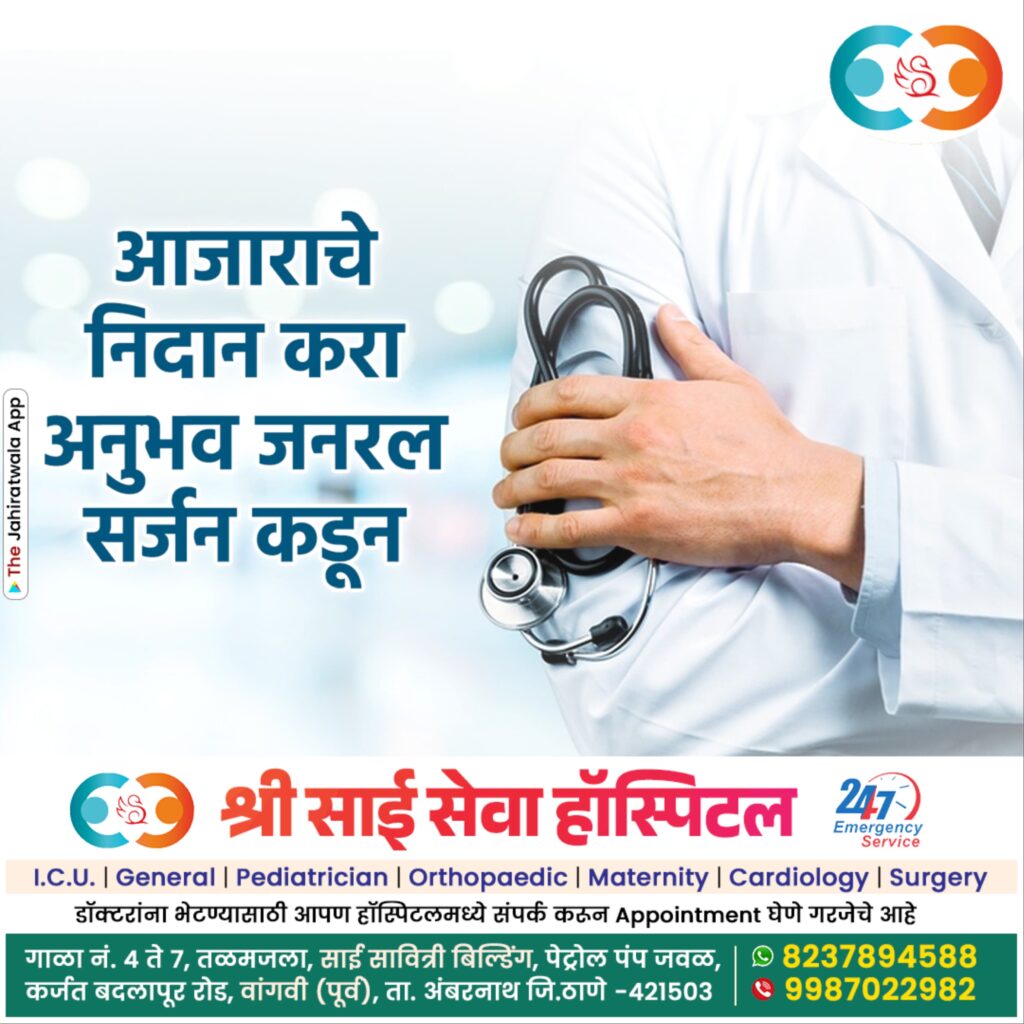 आजाराचे
निदान करा
अनुभव जनरल
सर्जन कडून
The Jahiratwala App
श्री साई सेवा हॉस्पिटल
24*7
Emergency
Service
I.C.U. | General | Pediatrician | Orthopaedic | Maternity | Cardiology | Surgery
डॉक्टरांना भेटण्यासाठी आपण हॉस्पिटलमध्ये संपर्क करून Appointment घेणे गरजेचे आहे
गाळा नं. 4 ते 7, तळमजला, साई सावित्री बिल्डिंग, पेट्रोल पंप जवळ,
कर्जत बदलापूर रोड, वांगवी (पूर्व), ता. अंबरनाथ जि.ठाणे -421503
8237894588
9987022982